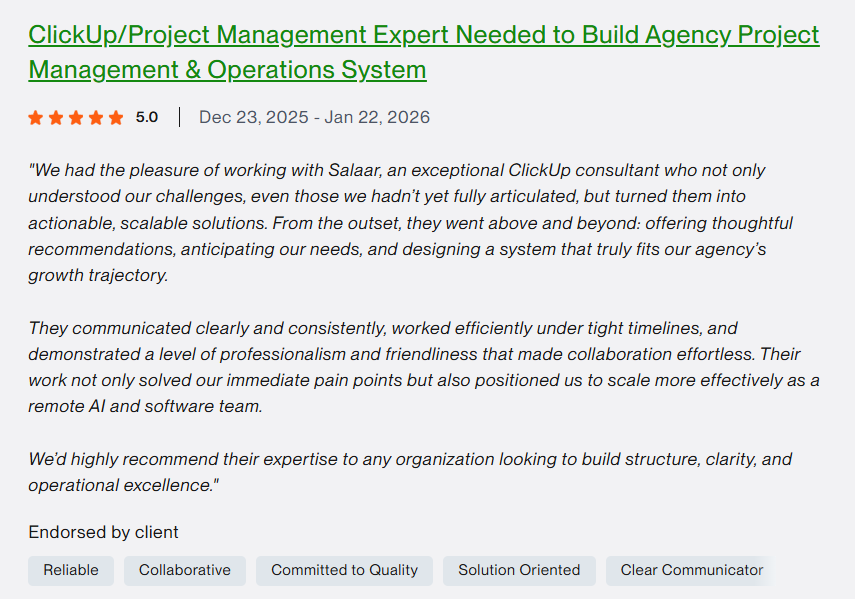 ClickUp/Project Management Expert Needed to Build Agency Project
Management & Operations System
5.0
Dec 23, 2025 - Jan 22, 2026
"We had the pleasure of working with Salaar, an exceptional ClickUp consultant who not only
understood our challenges, even those we hadn’t yet fully articulated, but turned them into
actionable, scalable solutions. From the outset, they went above and beyond: offering thoughtful
recommendations, anticipating our needs, and designing a system that truly fits our agency’s
growth trajectory.
They communicated clearly and consistently, worked efficiently under tight timelines, and
demonstrated a level of professionalism and friendliness that made collaboration effortless. Their
work not only solved our immediate pain points but also positioned us to scale more effectively as a
remote AI and software team.
We’d highly recommend their expertise to any organization looking to build structure, clarity, and
operational excellence."
Endorsed by client
Reliable
Collaborative
Committed to Quality
Solution Oriented
Clear Communicator